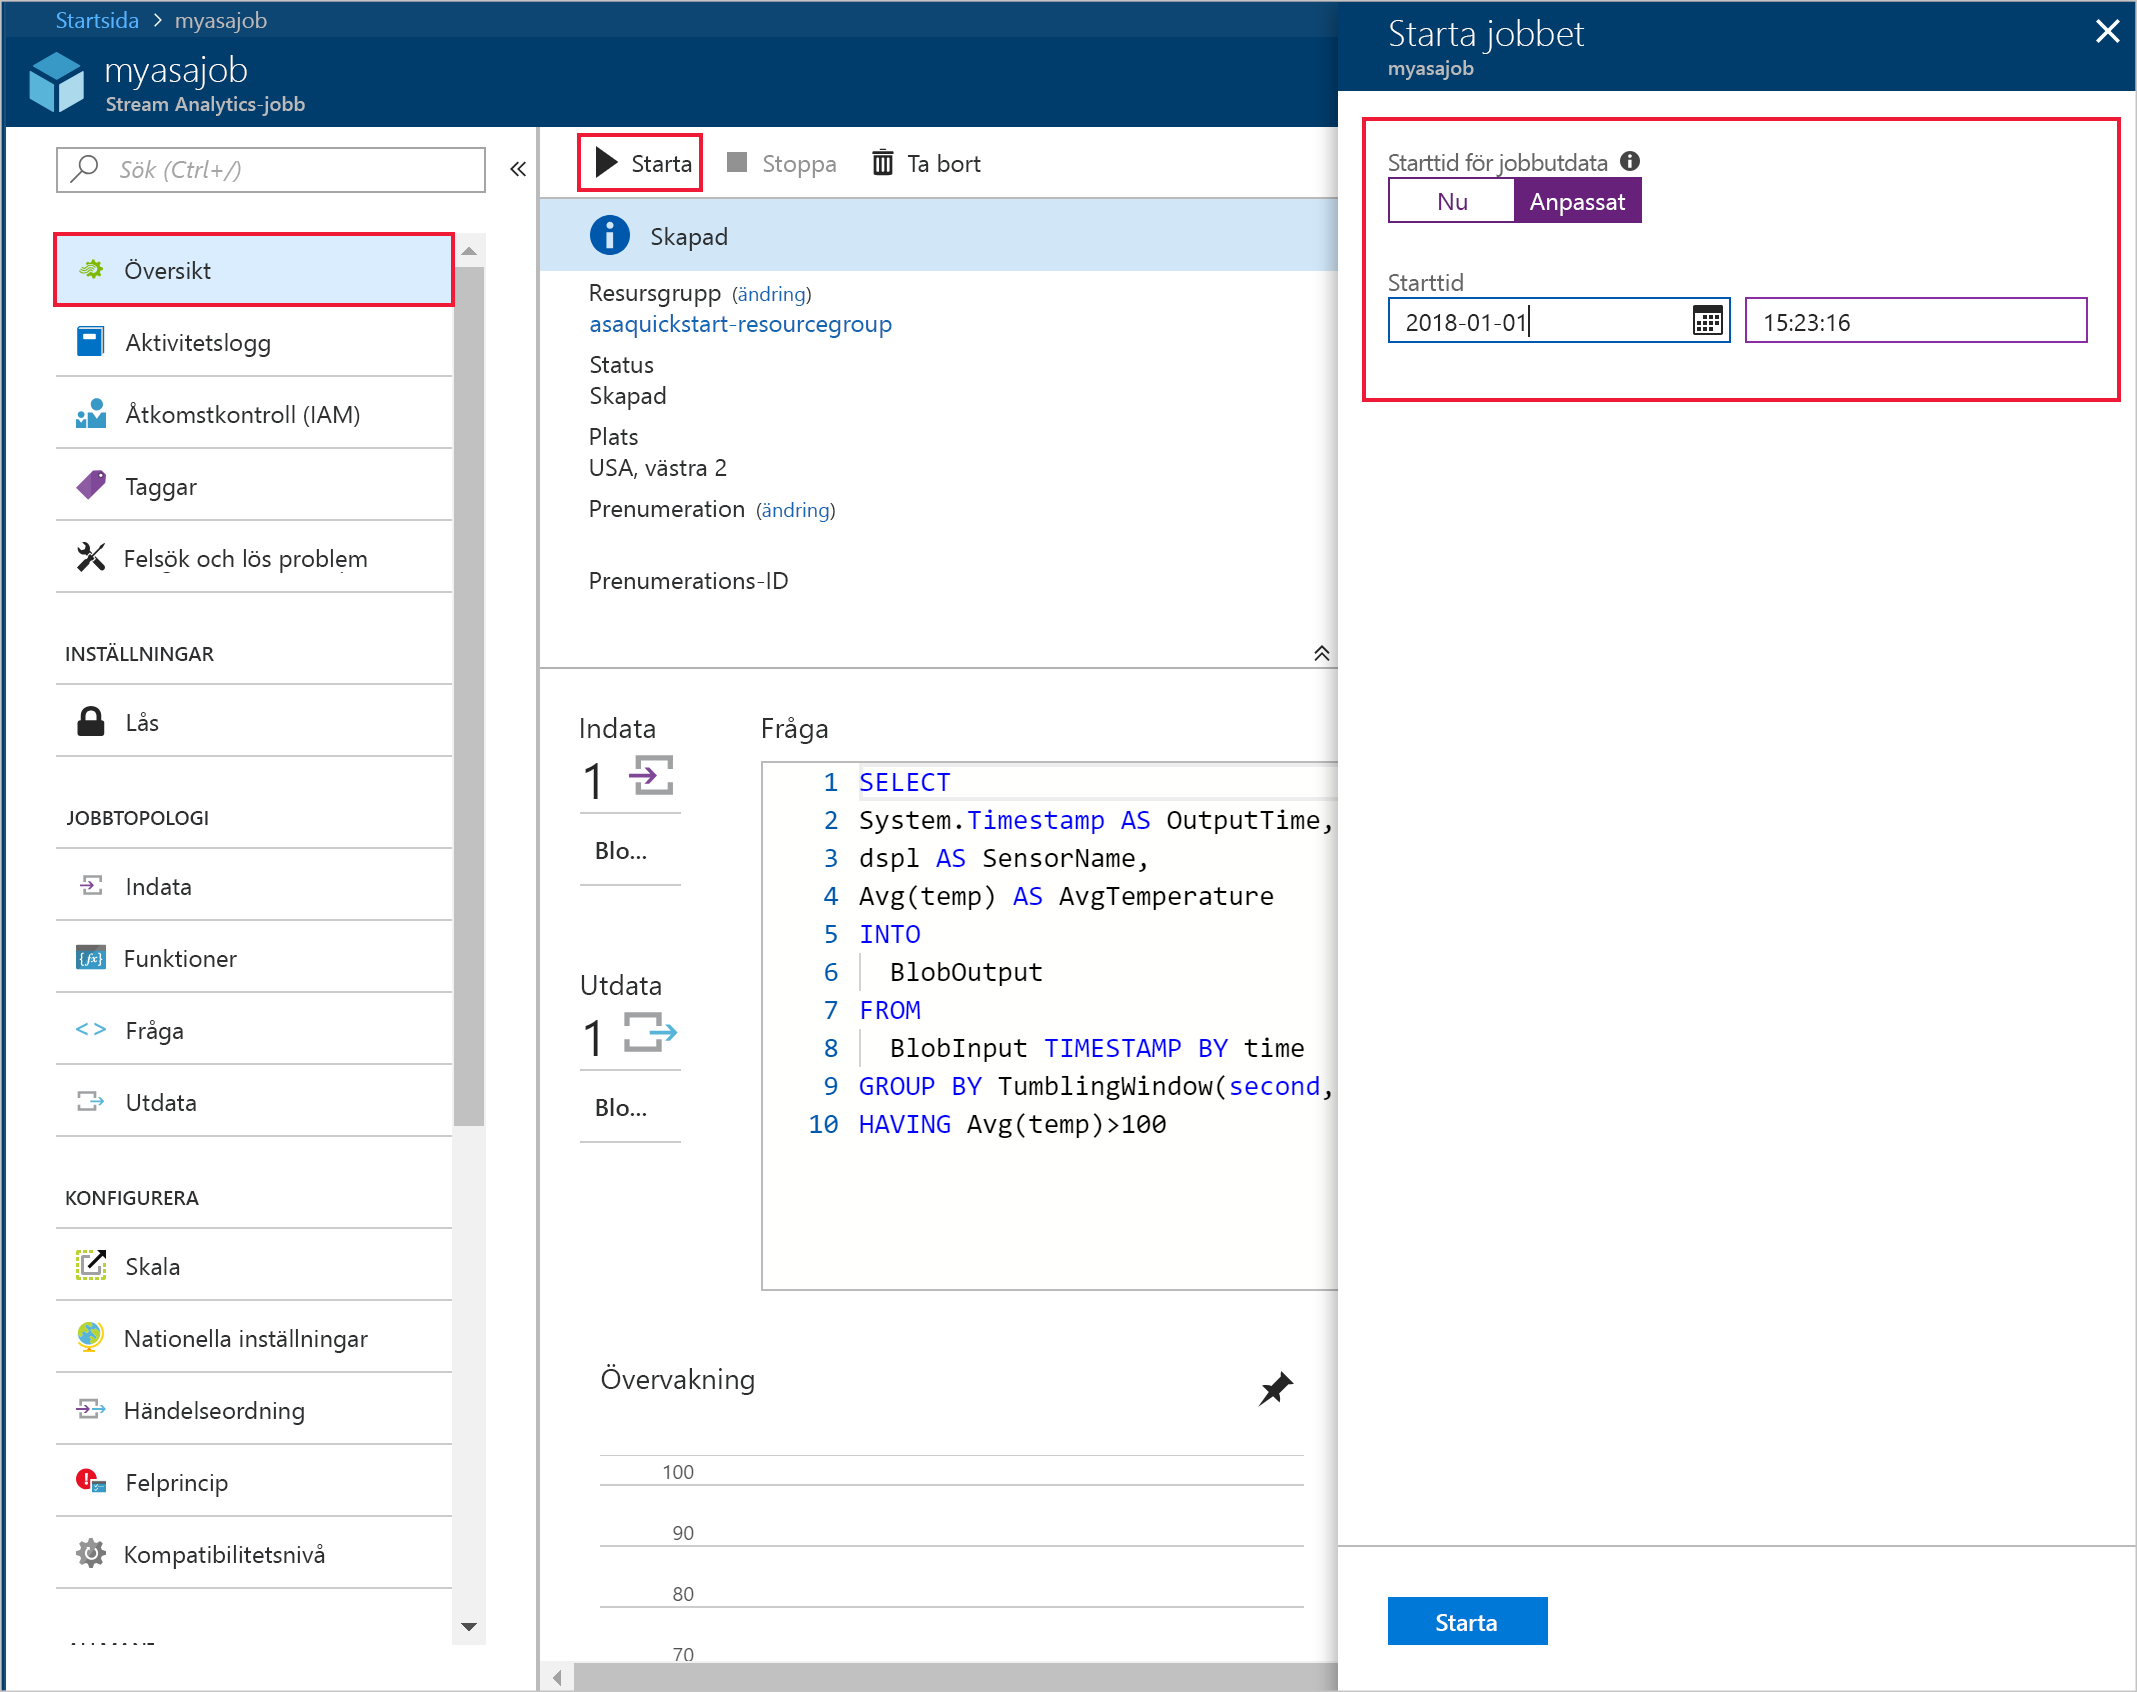 Startsida > myasajob
myasajob
Stream Analytics-jobb
Sök (Ctrl+/)
Översikt
Aktivitetslogg
Åtkomstkontroll (IAM)
Taggar
Felsök och lös problem
INSTÄLLNINGAR
Lås
JOBBTOPOLOGI
Indata
Funktioner
Fråga
Utdata
KONFIGURERA
Skala
Nationella inställningar
Händelseordning
Felprincip
Kompatibilitetsnivå
Starta
Stoppa
Ta bort
Skapad
Resursgrupp (ändring)
asaquickstart-resourcegroup
Status
Skapad
Plats
USA, västra 2
Prenumeration (ändring)
Prenumerations-ID
Indata
1
Blo...
Utdata
1
Blo...
Fråga
1 SELECT
2 System.Timestamp AS OutputTime,
3 dspl AS SensorName,
4 Avg(temp) AS AvgTemperature
5 INTO
6 BlobOutput
7 FROM
8 BlobInput TIMESTAMP BY time
9 GROUP BY TumblingWindow(second,
10 HAVING Avg(temp)>100
Övervakning
100
90
80
70
Starta jobbet
myasajob
Starttid för jobbutdata
Nu
Anpassat
Starttid
2018-01-01
15:23:16
Starta